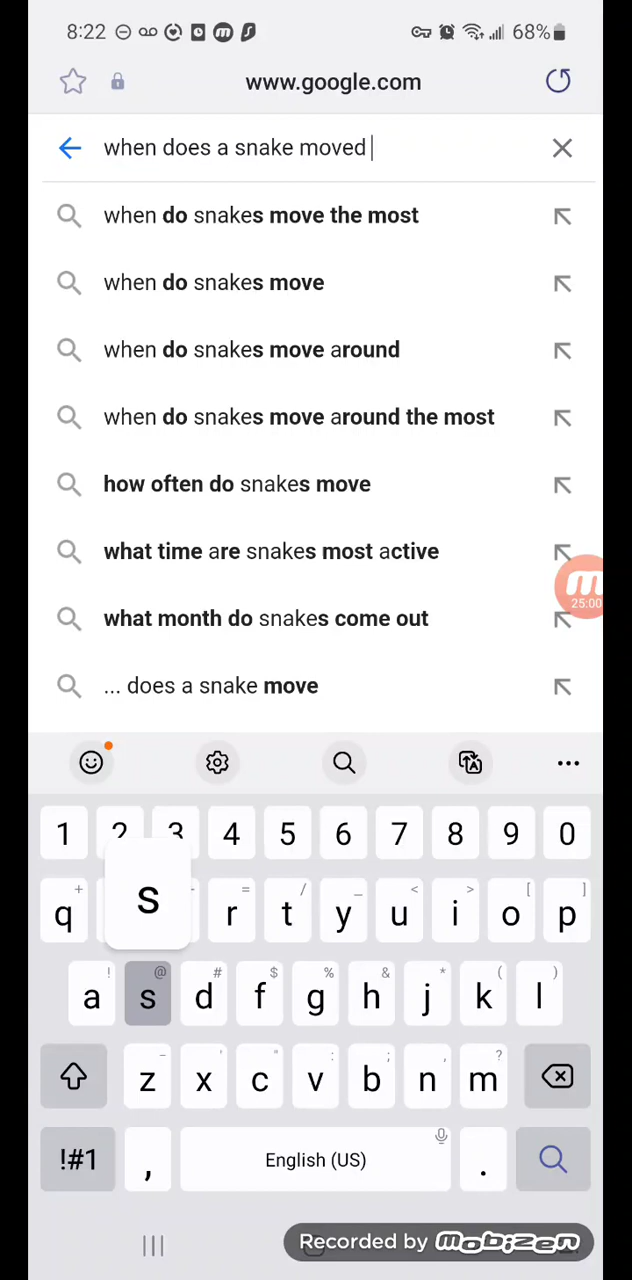 8:22 68%
www.google.com
when does a snake moved
when do snakes move the most
when do snakes move
when do snakes move around
when do snakes move around the most
how often do snakes move
what time are snakes most active
25:00
what month do snakes come out
... does a snake move
1 2 3 4 5 6 7 8 9 0
+ = / _ < > [ ]
q s r t y u i o p
! @ # $ % & * ( )
a s d f g h j k l
- ' " : ; , ?
z x c v b n m
!#1 , English (US) .
Recorded by mobizen